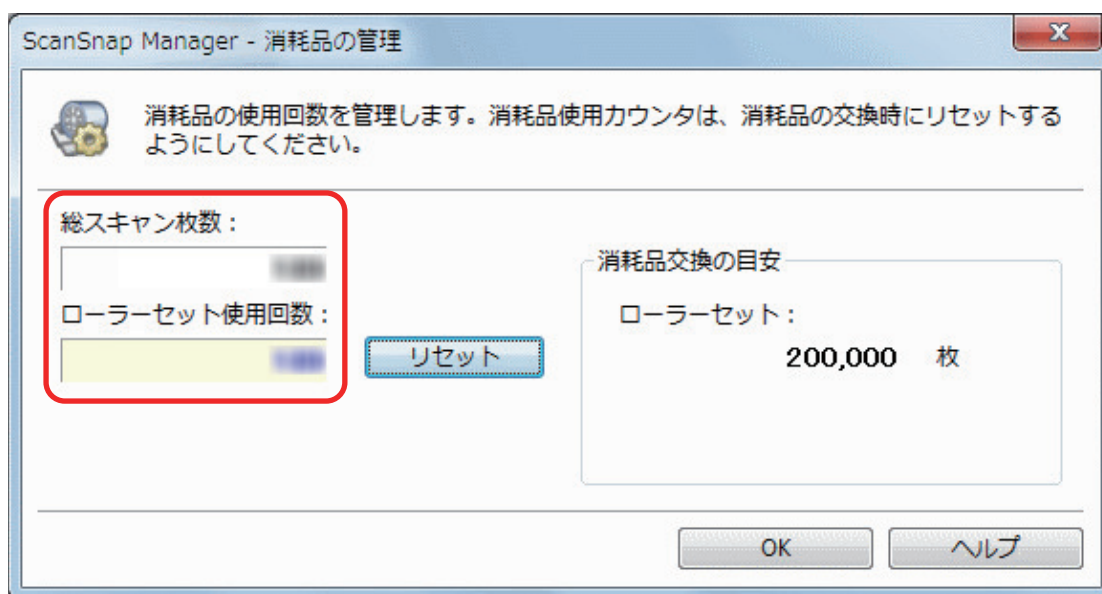 ScanSnap Manager - 消耗品の管理
消耗品の使用回数を管理します。消耗品使用カウンタは、消耗品の交換時にリセットする
ようにしてください。
総スキャン枚数：
ローラーセット使用回数：
リセット
消耗品交換の目安
ローラーセット：
200,000 枚
OK
ヘルプ